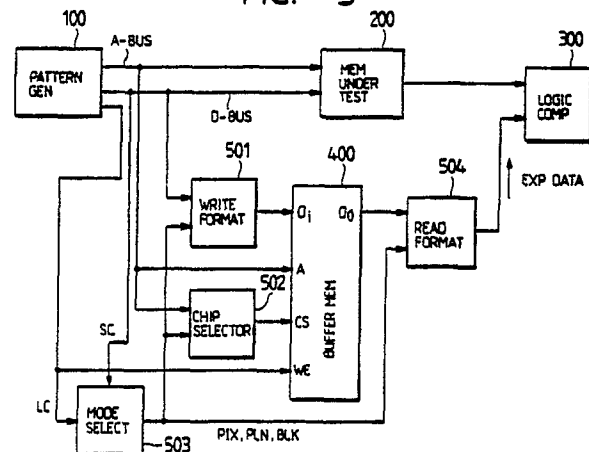 100
A-BUS
PATTERN
GEN
200
MEM
UNDER
TEST
300
LOGIC
COMP
D-BUS
501
WRITE
FORMAT
400
Di
D0
A
CS
WE
BUFFER MEM
504
READ
FORMAT
EXP DATA
502
CHIP
SELECTOR
SC
LC
MODE
SELECT
503
PIX, PLN, BLK